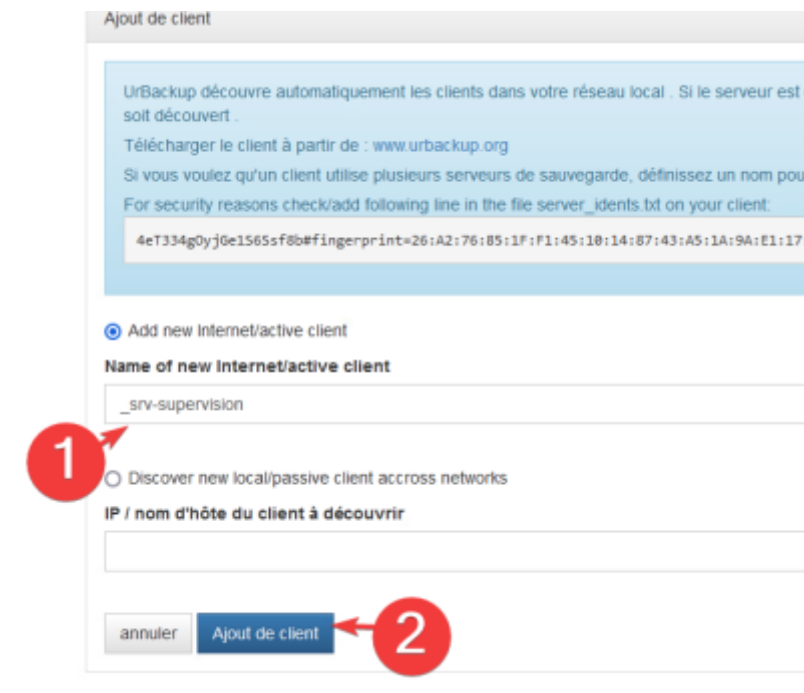 Ajout de client
UrBackup découvre automatiquement les clients dans votre réseau local . Si le serveur est
soit découvert .
Télécharger le client à partir de : www.urbackup.org
Si vous voulez qu'un client utilise plusieurs serveurs de sauvegarde, définissez un nom pou
For security reasons check/add following line in the file server_idents.txt on your client:
4eT334gOyjGe1565sf8b#fingerprint=26:A2:76:85:1F:F1:45:10:14:87:43:A5:1A:9A:E1:17
Add new Internet/active client
Name of new Internet/active client
_srv-supervision
1
Discover new local/passive client accross networks
IP / nom d'hôte du client à découvrir
annuler
Ajout de client
2